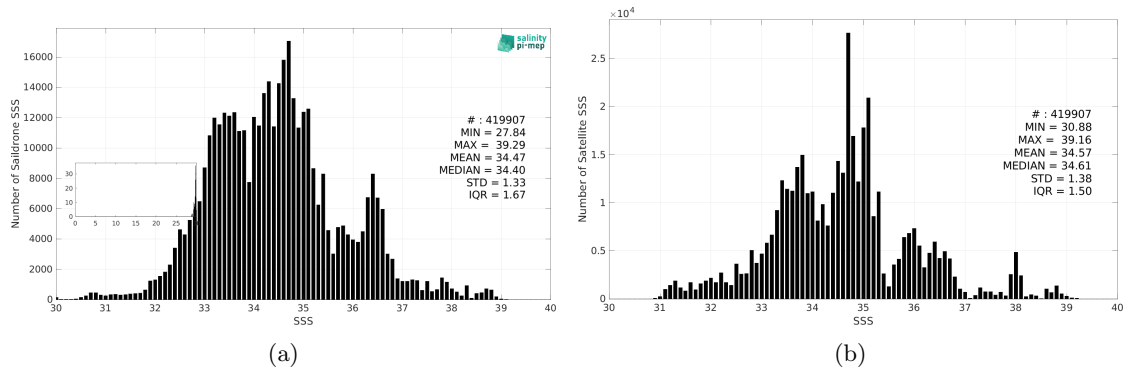 salinity
pi-mep
Number of Saildrone SSS
16000
14000
12000
10000
8000
6000
4000
2000
0
# : 419907
MIN = 27.84
MAX = 39.29
MEAN = 34.47
MEDIAN = 34.40
STD = 1.33
IQR = 1.67
30
20
10
0
0 5 10 15 20 25
30 31 32 33 34 35 36 37 38 39 40
SSS
(a)
×10⁴
Number of Satellite SSS
2.5
2
1.5
1
0.5
0
# : 419907
MIN = 30.88
MAX = 39.16
MEAN = 34.57
MEDIAN = 34.61
STD = 1.38
IQR = 1.50
30 31 32 33 34 35 36 37 38 39 40
SSS
(b)